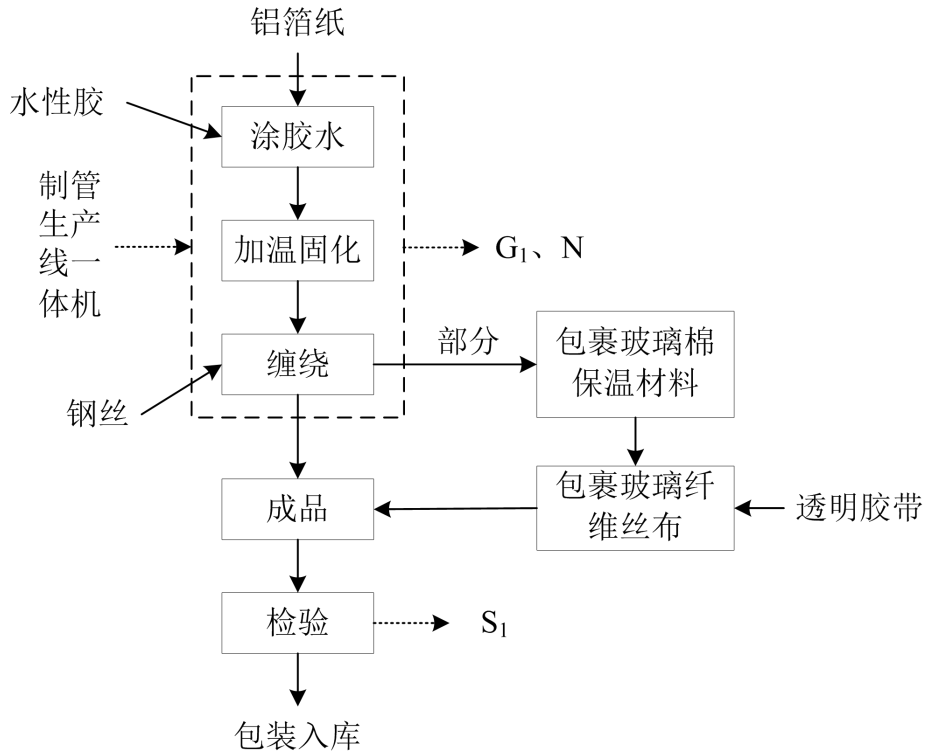 铝箔纸
水性胶
涂胶水
制管
生产
线一
体机
加温固化
G₁、N
缠绕
部分
包裹玻璃棉
保温材料
钢丝
成品
包裹玻璃纤
维丝布
透明胶带
检验
S₁
包装入库